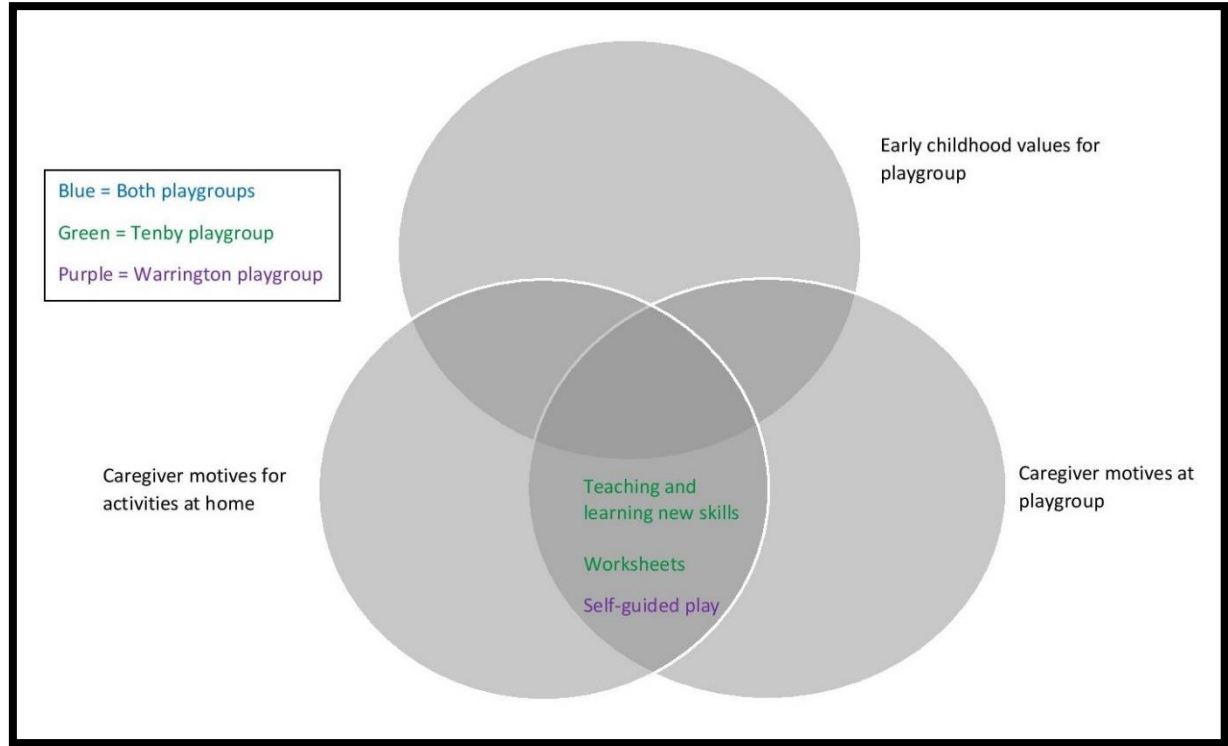 Early childhood values for
playgroup
Blue = Both playgroups
Green = Tenby playgroup
Purple = Warrington playgroup
Caregiver motives for
activities at home
Teaching and
learning new skills
Worksheets
Self-guided play
Caregiver motives at
playgroup